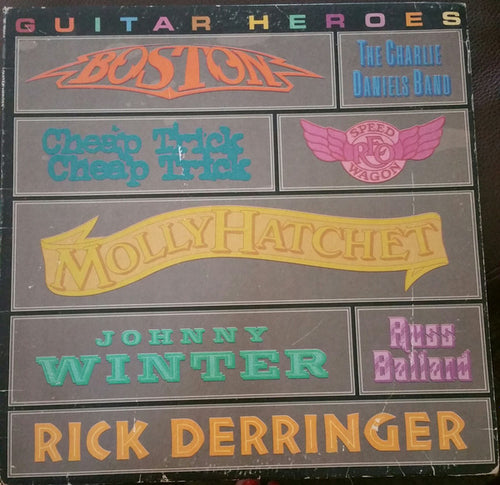 GUITAR HEROES
BOSTON
THE CHARLIE
DANIELS BAND
Cheap Trick
Cheap Trick
REO
SPEED
WAGON
MOLLY HATCHET
JOHNNY
WINTER
Russ
Ballard
RICK DERRINGER